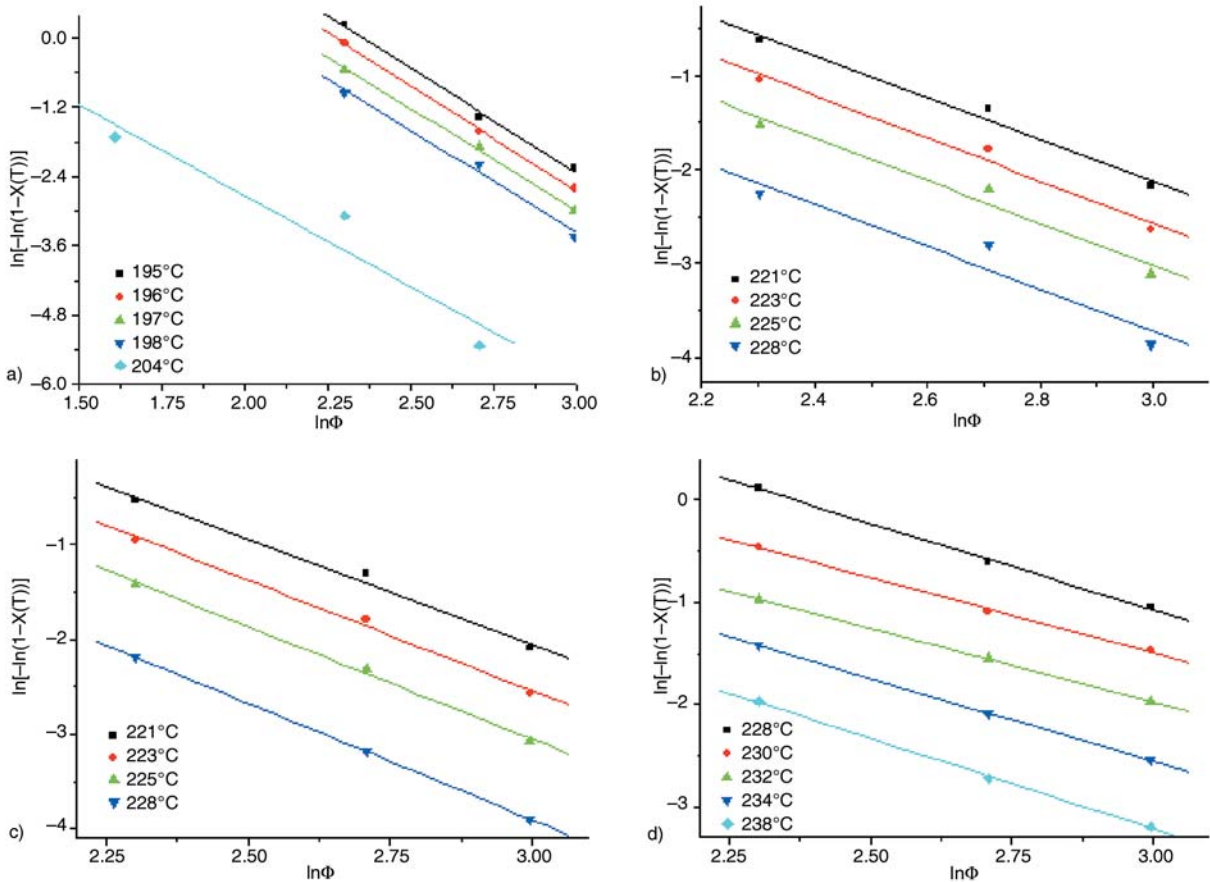 ln[–ln(1–X(T))]
0.0
–1.2
–2.4
–3.6
–4.8
–6.0
195°C
196°C
197°C
198°C
204°C
a)
1.50 1.75 2.00 2.25 2.50 2.75 3.00
lnΦ
ln[–ln(1–X(T))]
–1
–2
–3
–4
221°C
223°C
225°C
228°C
b)
2.2 2.4 2.6 2.8 3.0
lnΦ
ln[–ln(1–X(T))]
–1
–2
–3
–4
221°C
223°C
225°C
228°C
c)
2.25 2.50 2.75 3.00
lnΦ
ln[–ln(1–X(T))]
0
–1
–2
–3
228°C
230°C
232°C
234°C
238°C
d)
2.25 2.50 2.75 3.00
lnΦ